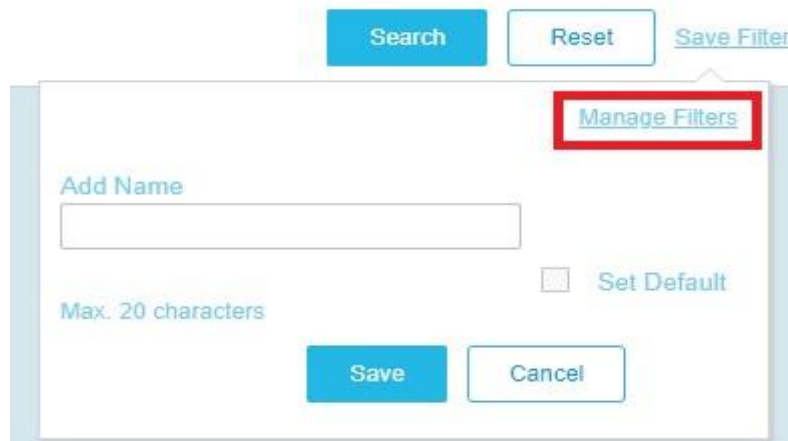 Search Reset Save Filter
Manage Filters
Add Name
Set Default
Max. 20 characters
Save Cancel